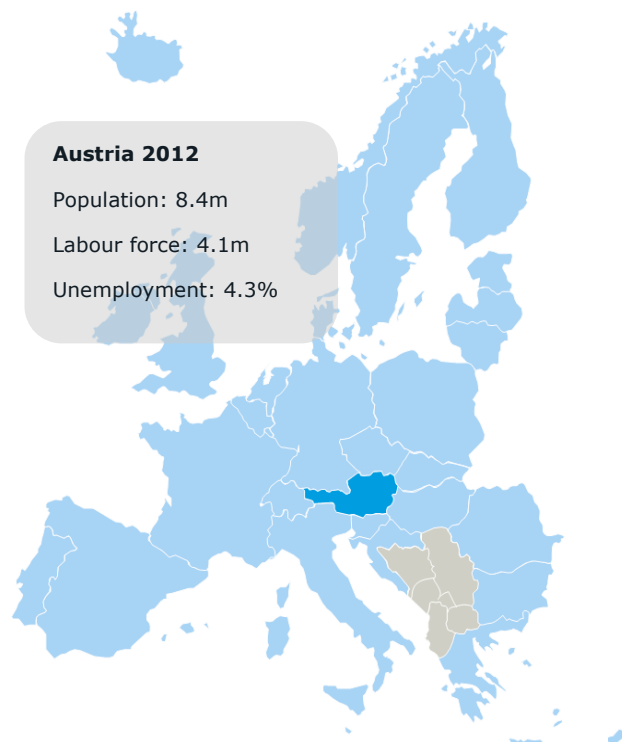 Austria 2012
Population: 8.4m
Labour force: 4.1m
Unemployment: 4.3%